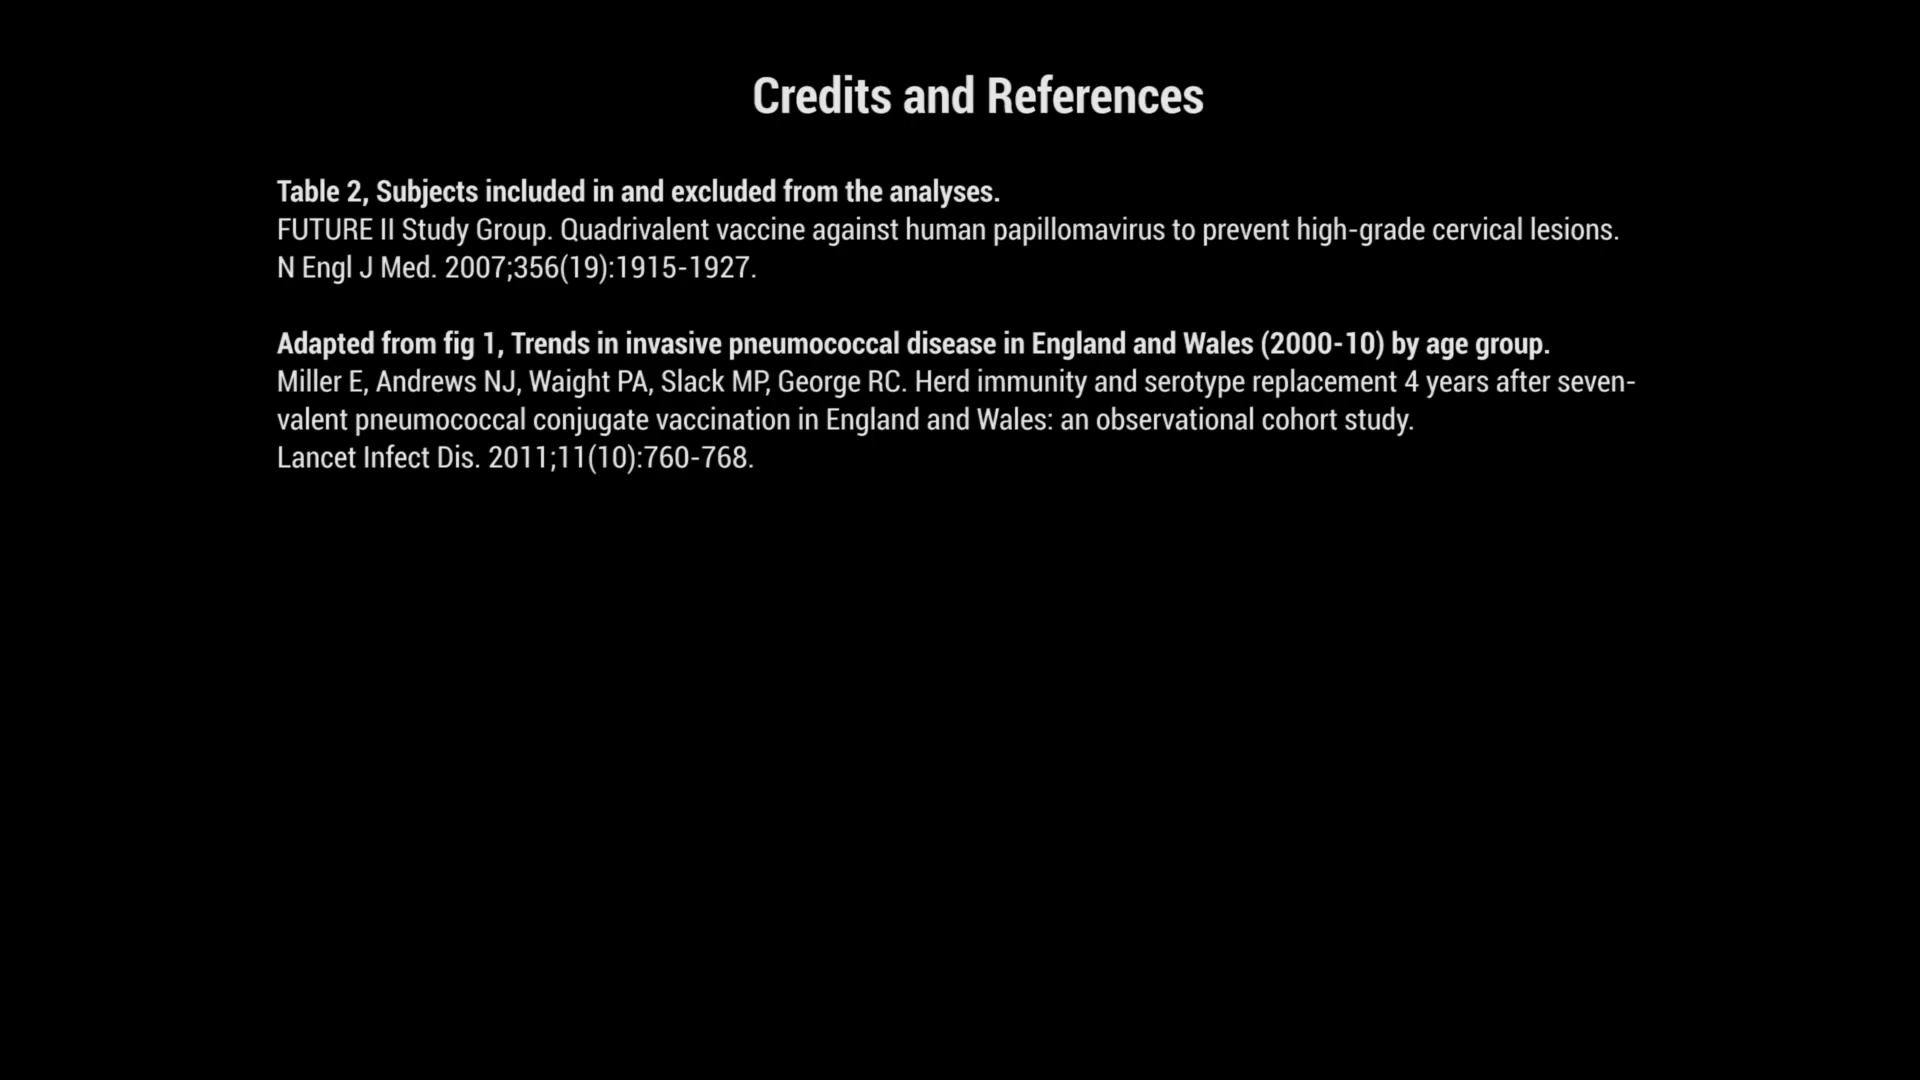 Credits and References
Table 2, Subjects included in and excluded from the analyses.
FUTURE II Study Group. Quadrivalent vaccine against human papillomavirus to prevent high-grade cervical lesions.
N Engl J Med. 2007;356(19):1915-1927.
Adapted from fig 1, Trends in invasive pneumococcal disease in England and Wales (2000-10) by age group.
Miller E, Andrews NJ, Waight PA, Slack MP, George RC. Herd immunity and serotype replacement 4 years after seven-
valent pneumococcal conjugate vaccination in England and Wales: an observational cohort study.
Lancet Infect Dis. 2011;11(10):760-768.